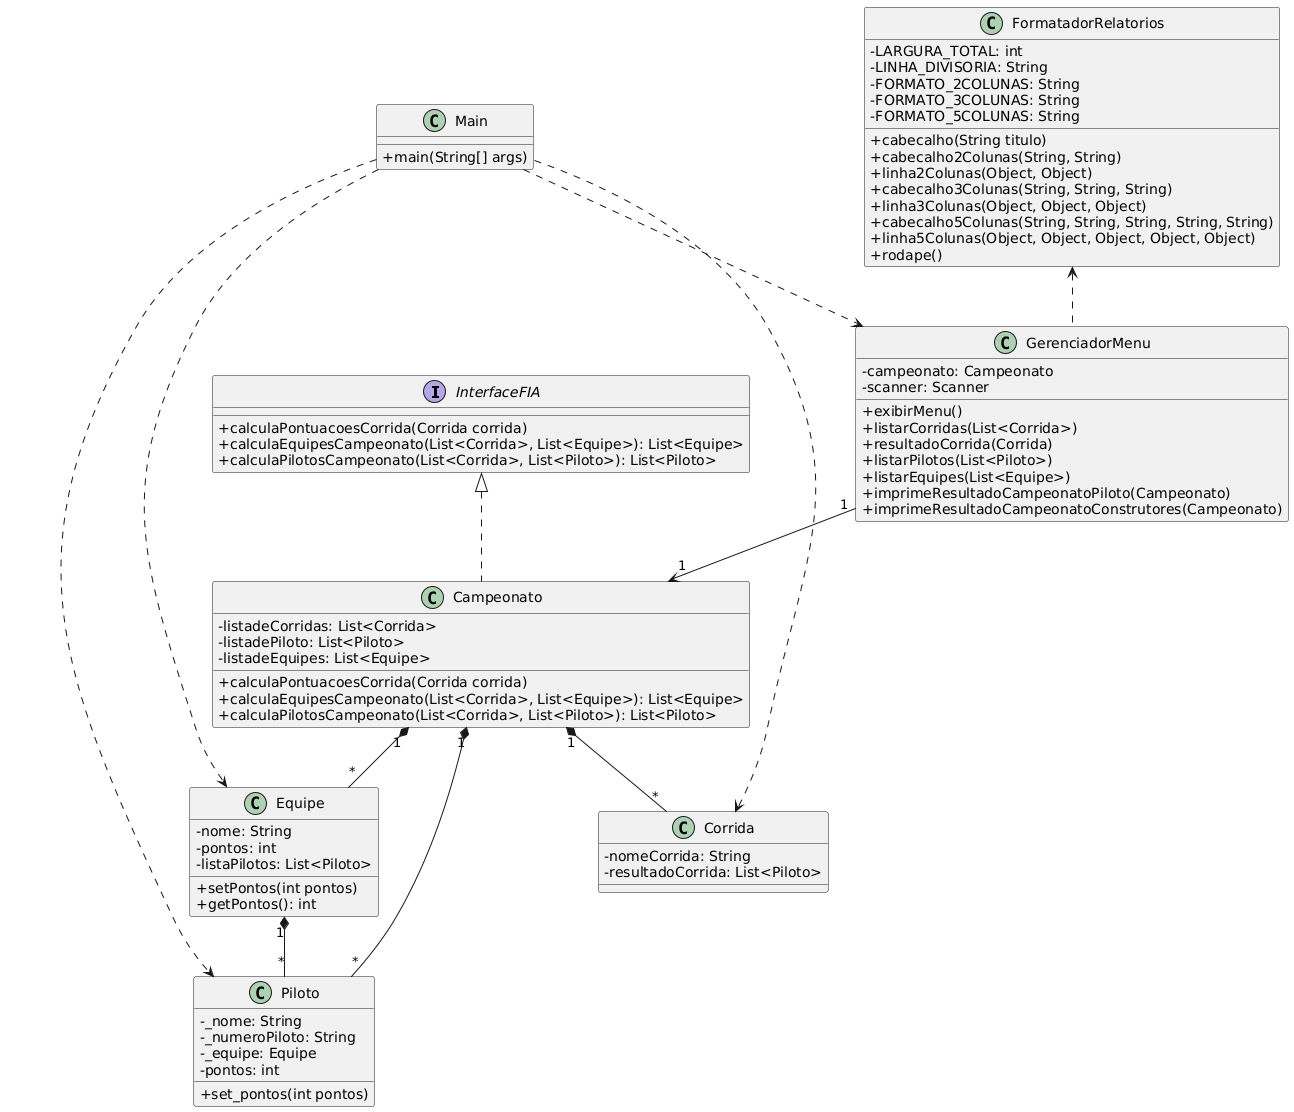 C FormatadorRelatorios
-LARGURA_TOTAL: int
-LINHA_DIVISORIA: String
-FORMATO_2COLUNAS: String
-FORMATO_3COLUNAS: String
-FORMATO_5COLUNAS: String
+cabecalho(String titulo)
+cabecalho2Colunas(String, String)
+linha2Colunas(Object, Object)
+cabecalho3Colunas(String, String, String)
+linha3Colunas(Object, Object, Object)
+cabecalho5Colunas(String, String, String, String, String)
+linha5Colunas(Object, Object, Object, Object, Object)
+rodape()
C Main
+main(String[] args)
C GerenciadorMenu
-campeonato: Campeonato
-scanner: Scanner
+exibirMenu()
+listarCorridas(List<Corrida>)
+resultadoCorrida(Corrida)
+listarPilotos(List<Piloto>)
+listarEquipes(List<Equipe>)
+imprimeResultadoCampeonatoPiloto(Campeonato)
+imprimeResultadoCampeonatoConstrutores(Campeonato)
I InterfaceFIA
+calculaPontuacoesCorrida(Corrida corrida)
+calculaEquipesCampeonato(List<Corrida>, List<Equipe>): List<Equipe>
+calculaPilotosCampeonato(List<Corrida>, List<Piloto>): List<Piloto>
1
1
C Campeonato
-listadeCorridas: List<Corrida>
-listadePiloto: List<Piloto>
-listadeEquipes: List<Equipe>
+calculaPontuacoesCorrida(Corrida corrida)
+calculaEquipesCampeonato(List<Corrida>, List<Equipe>): List<Equipe>
+calculaPilotosCampeonato(List<Corrida>, List<Piloto>): List<Piloto>
1
1
1
*
*
C Equipe
-nome: String
-pontos: int
-listaPilotos: List<Piloto>
+setPontos(int pontos)
+getPontos(): int
C Corrida
-nomeCorrida: String
-resultadoCorrida: List<Piloto>
1
*
*
C Piloto
-_nome: String
-_numeroPiloto: String
-_equipe: Equipe
-pontos: int
+set_pontos(int pontos)